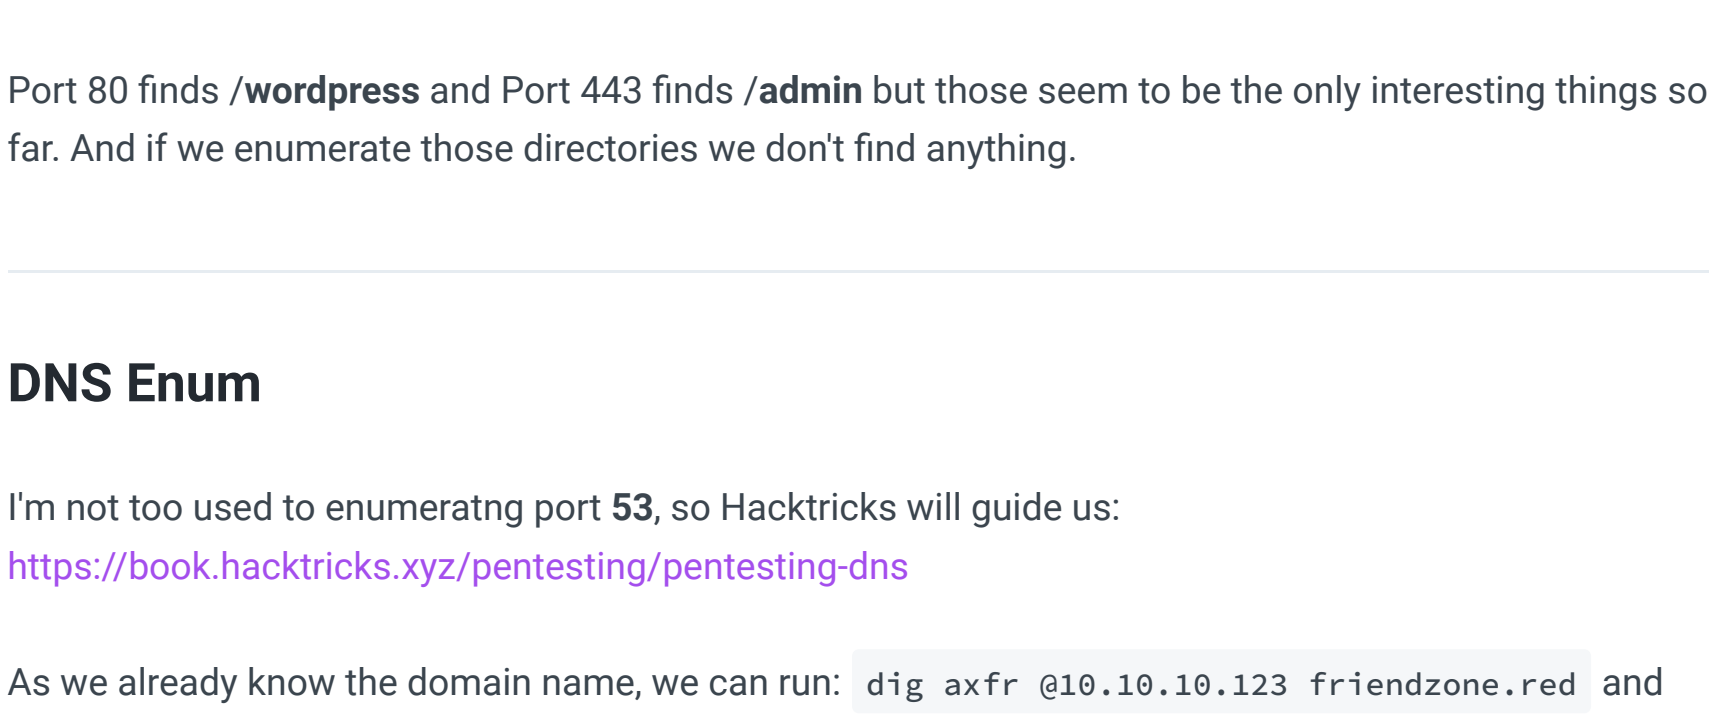 Port 80 finds /wordpress and Port 443 finds /admin but those seem to be the only interesting things so
far. And if we enumerate those directories we don't find anything.
DNS Enum
I'm not too used to enumeratng port 53, so Hacktricks will guide us:
https://book.hacktricks.xyz/pentesting/pentesting-dns
As we already know the domain name, we can run: dig axfr @10.10.10.123 friendzone.red and